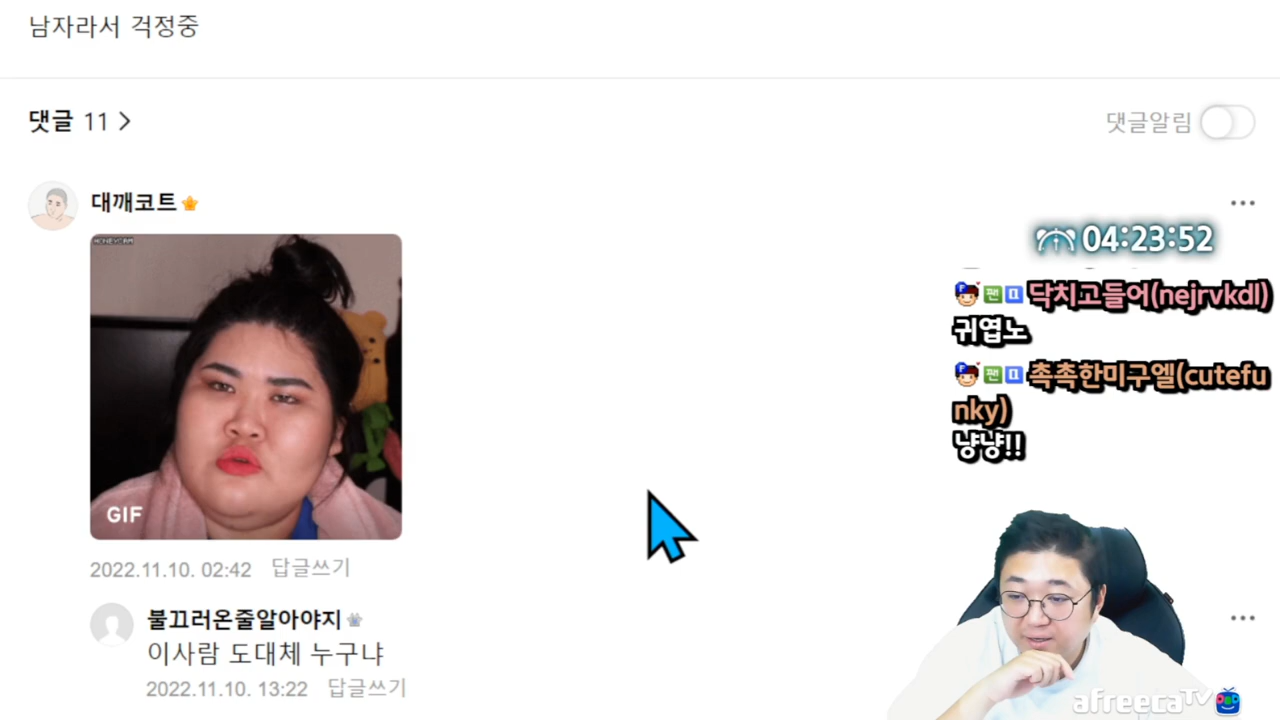 남자라서 걱정중
댓글 11
댓글알림
대깨코트
HONEYCAM
04:23:52
팬 닥치고들어(nejrvkdl)
귀엽노
팬 촉촉한미구엘(cutefu
nky)
냥냥!!
GIF
2022.11.10. 02:42 답글쓰기
불끄러온줄알아야지
이사람 도대체 누구냐
2022.11.10. 13:22 답글쓰기
afreecaTV